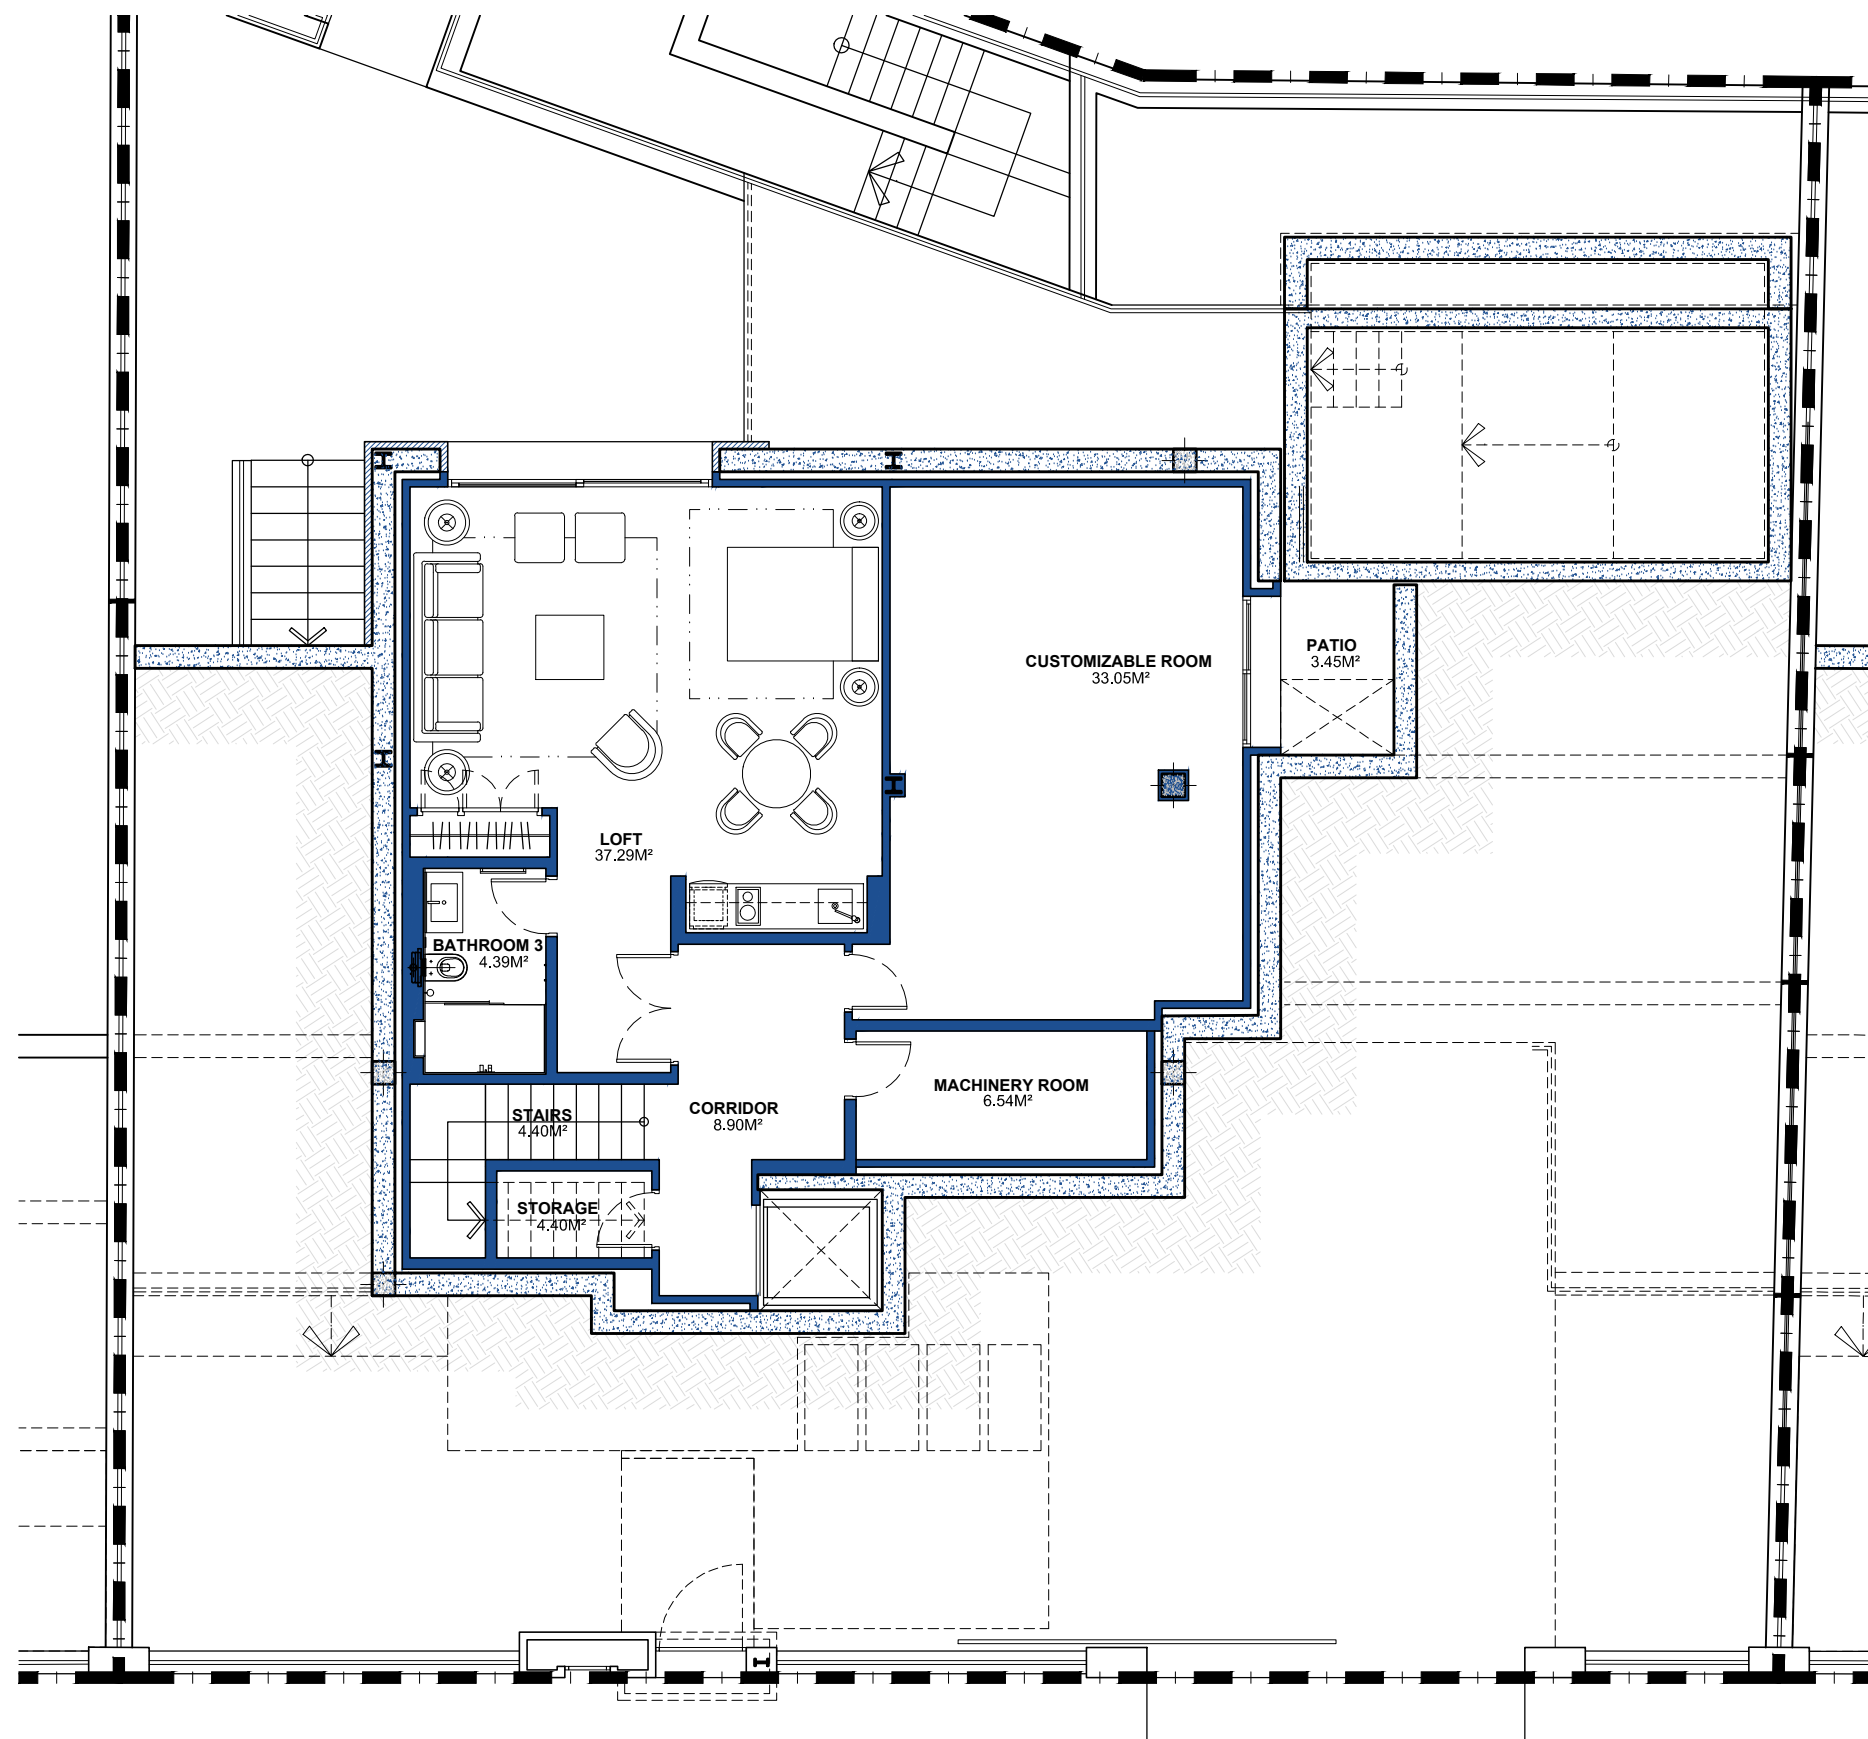 CUSTOMIZABLE ROOM
33.05M²
PATIO
3.45M²
LOFT
37.29M²
BATHROOM 3
4.39M²
MACHINERY ROOM
6.54M²
CORRIDOR
8.90M²
STAIRS
4.40M²
STORAGE
4.40M²